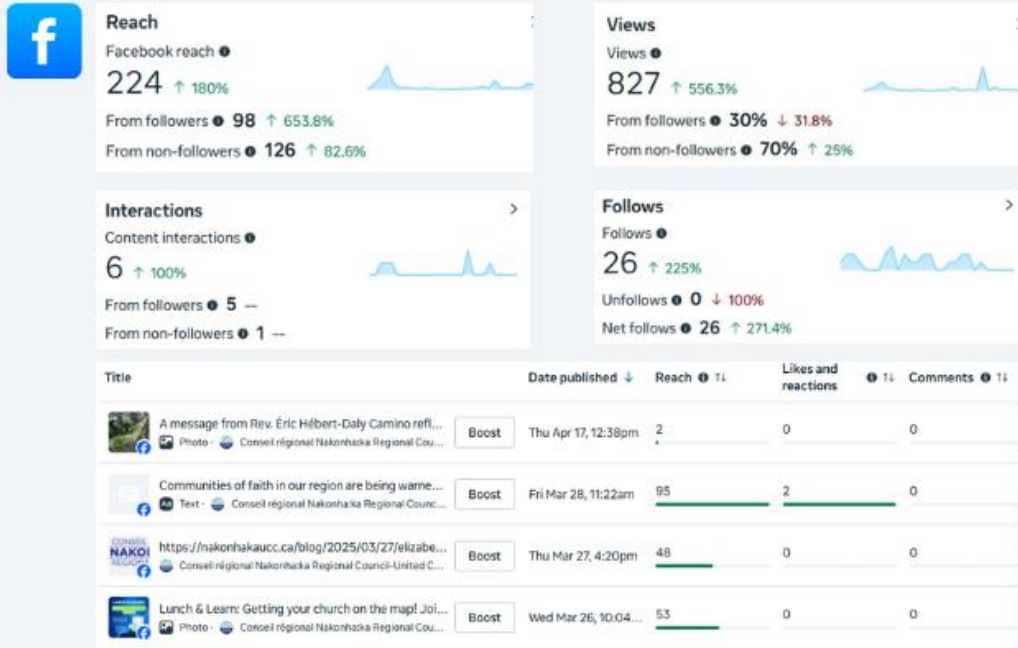 f
Reach
Facebook reach
224 ↑ 180%
From followers 98 ↑ 653.8%
From non-followers 126 ↑ 82.6%
Views
Views
827 ↑ 556.3%
From followers 30% ↓ 31.8%
From non-followers 70% ↑ 25%
Interactions
Content interactions
6 ↑ 100%
From followers 5 --
From non-followers 1 --
Follows
Follows
26 ↑ 225%
Unfollows 0 ↓ 100%
Net follows 26 ↑ 271.4%
Title Date published ↓ Reach Likes and reactions Comments
A message from Rev. Éric Hébert-Daly Camino refl...
Photo · Conseil régional Nakonhaka Regional Cou...
Boost Thu Apr 17, 12:38pm 2 0 0
Communities of faith in our region are being warne...
Aa Text · Conseil régional Nakonhaka Regional Counc...
Boost Fri Mar 28, 11:22am 95 2 0
CONSEIL
NAKO
REGION
https://nakonhakaucc.ca/blog/2025/03/27/elizabe...
Conseil régional Nakonhaka Regional Council-United C...
Boost Thu Mar 27, 4:20pm 48 0 0
Lunch & Learn: Getting your church on the map! Joi...
Photo · Conseil régional Nakonhaka Regional Cou...
Boost Wed Mar 26, 10:04... 53 0 0